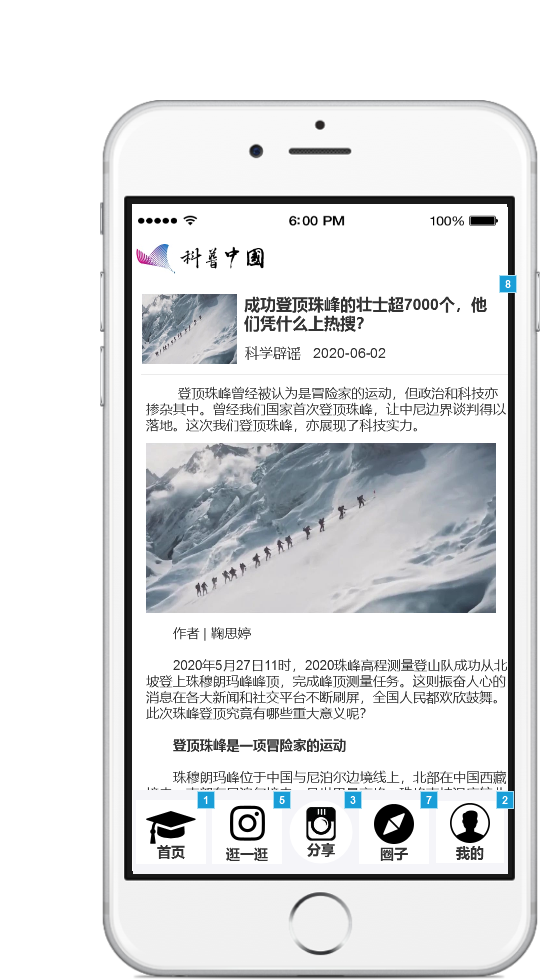 6:00 PM
100%
科普中國
8
成功登顶珠峰的壮士超7000个，他
们凭什么上热搜？
科学辟谣 2020-06-02
登顶珠峰曾经被认为是冒险家的运动，但政治和科技亦
掺杂其中。曾经我们国家首次登顶珠峰，让中尼边界谈判得以
落地。这次我们登顶珠峰，亦展现了科技实力。
作者 | 鞠思婷
2020年5月27日11时，2020珠峰高程测量登山队成功从北
坡登上珠穆朗玛峰峰顶，完成峰顶测量任务。这则振奋人心的
消息在各大新闻和社交平台不断刷屏，全国人民都欢欣鼓舞。
此次珠峰登顶究竟有哪些重大意义呢？
登顶珠峰是一项冒险家的运动
珠穆朗玛峰位于中国与尼泊尔边境线上，北部在中国西藏
1 5 3 7 2
首页 逛一逛 分享 圈子 我的